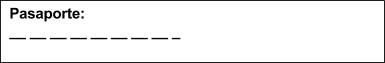 Pasaporte:
— — — — — — — — –